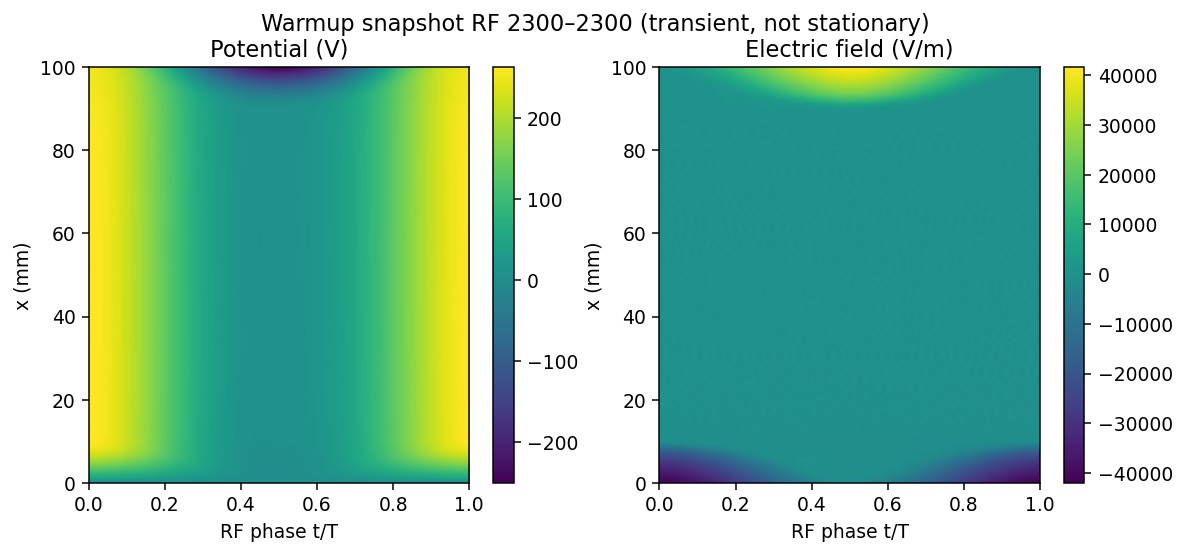 Warmup snapshot RF 2300–2300 (transient, not stationary)
Potential (V)
100
80
60
40
20
0
x (mm)
0.0 0.2 0.4 0.6 0.8 1.0
RF phase t/T
200
100
0
−100
−200
Electric field (V/m)
100
80
60
40
20
0
x (mm)
0.0 0.2 0.4 0.6 0.8 1.0
RF phase t/T
40000
30000
20000
10000
0
−10000
−20000
−30000
−40000